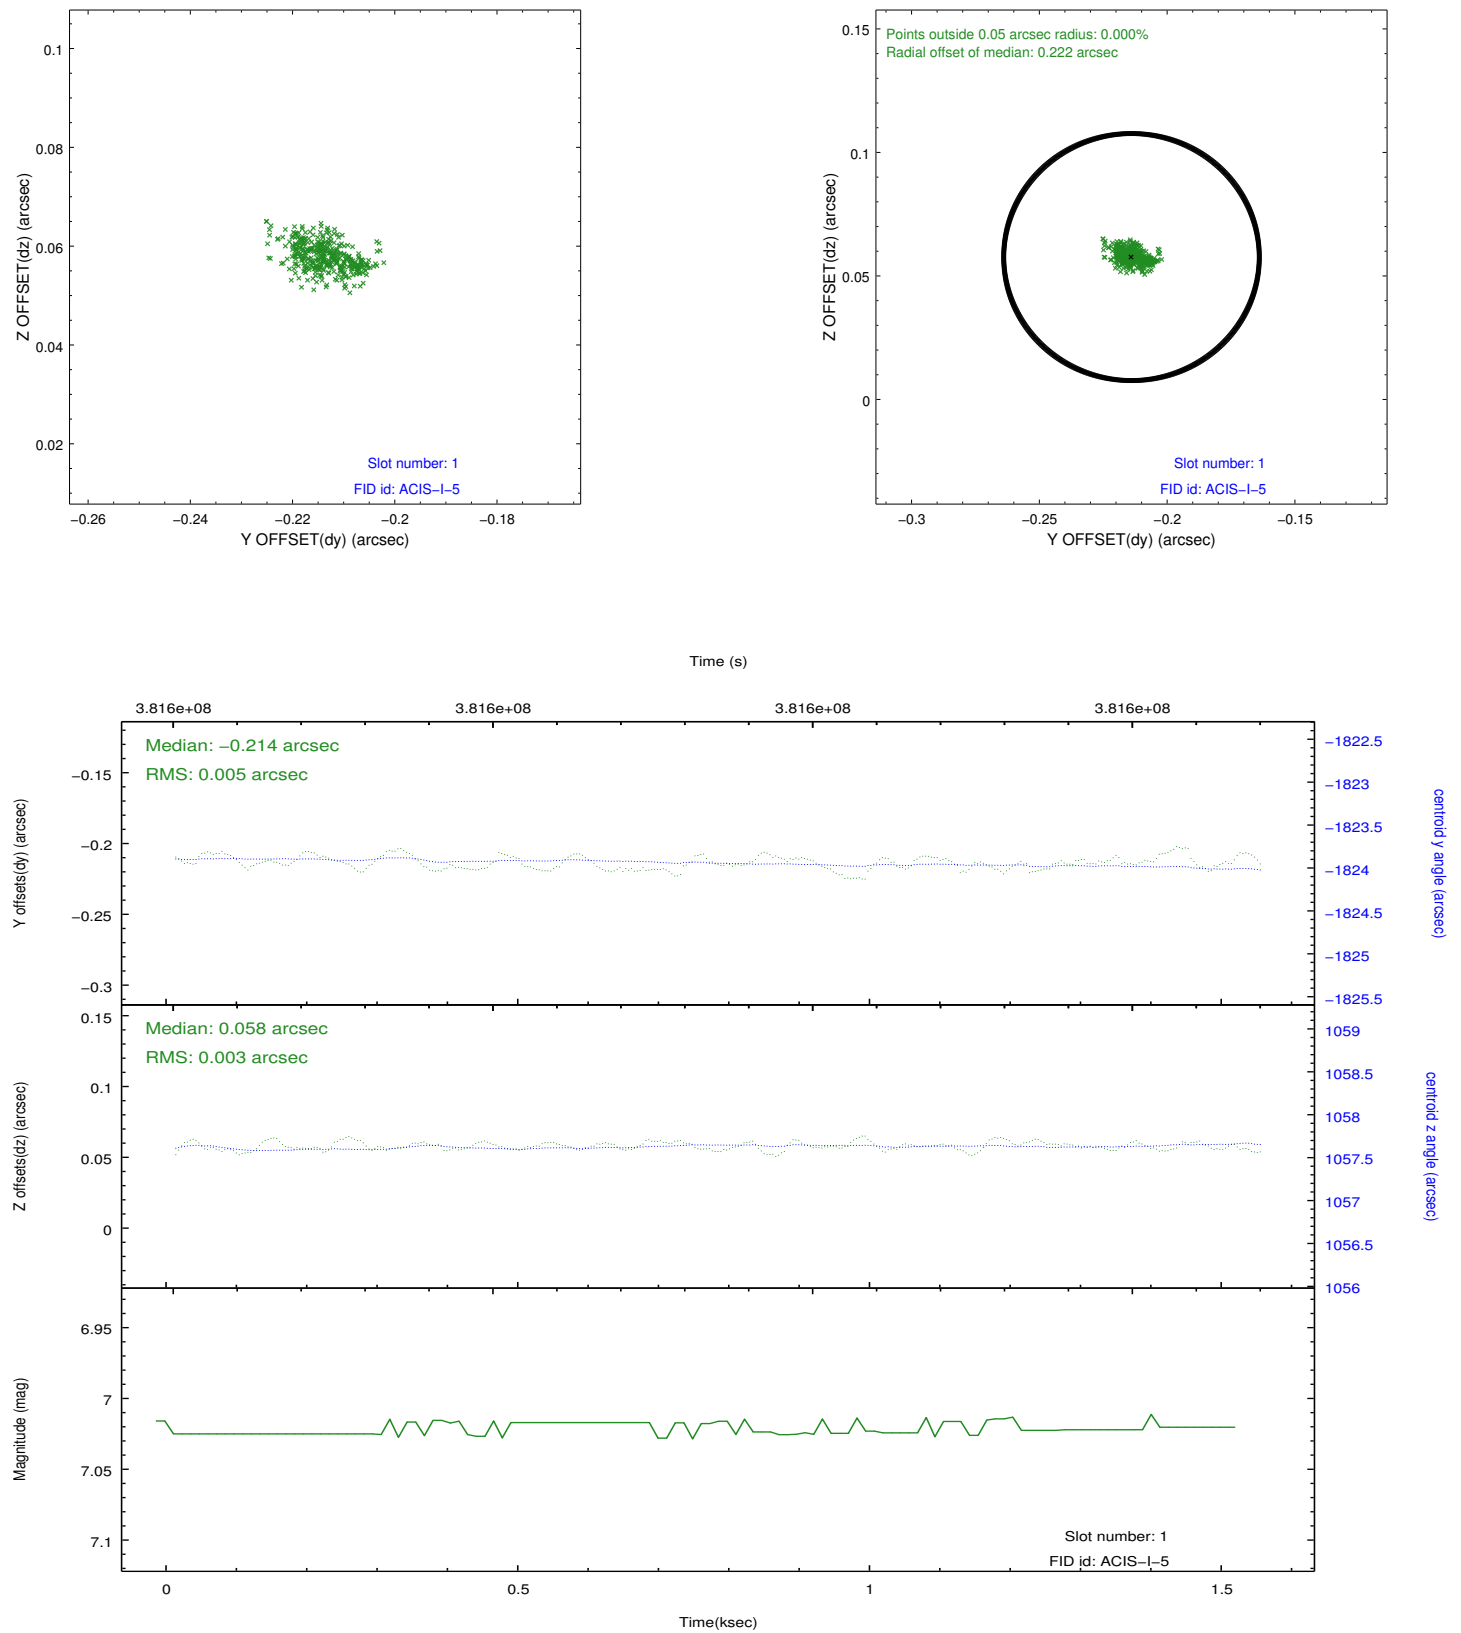 0.1
0.08
0.06
0.04
0.02
Z OFFSET(dz) (arcsec)
Slot number: 1
FID id: ACIS−I−5
−0.26 −0.24 −0.22 −0.2 −0.18
Y OFFSET(dy) (arcsec)
Points outside 0.05 arcsec radius: 0.000%
Radial offset of median: 0.222 arcsec
0.15
0.1
0.05
0
Z OFFSET(dz) (arcsec)
Slot number: 1
FID id: ACIS−I−5
−0.3 −0.25 −0.2 −0.15
Y OFFSET(dy) (arcsec)
Time (s)
3.816e+08 3.816e+08 3.816e+08 3.816e+08
Median: −0.214 arcsec
RMS: 0.005 arcsec
−0.15
−0.2
−0.25
−0.3
Y offsets(dy) (arcsec)
−1822.5
−1823
−1823.5
−1824
−1824.5
−1825
−1825.5
centroid y angle (arcsec)
Median: 0.058 arcsec
RMS: 0.003 arcsec
0.15
0.1
0.05
0
Z offsets(dz) (arcsec)
1059
1058.5
1058
1057.5
1057
1056.5
1056
centroid z angle (arcsec)
6.95
7
7.05
7.1
Magnitude (mag)
Slot number: 1
FID id: ACIS−I−5
0 0.5 1 1.5
Time(ksec)